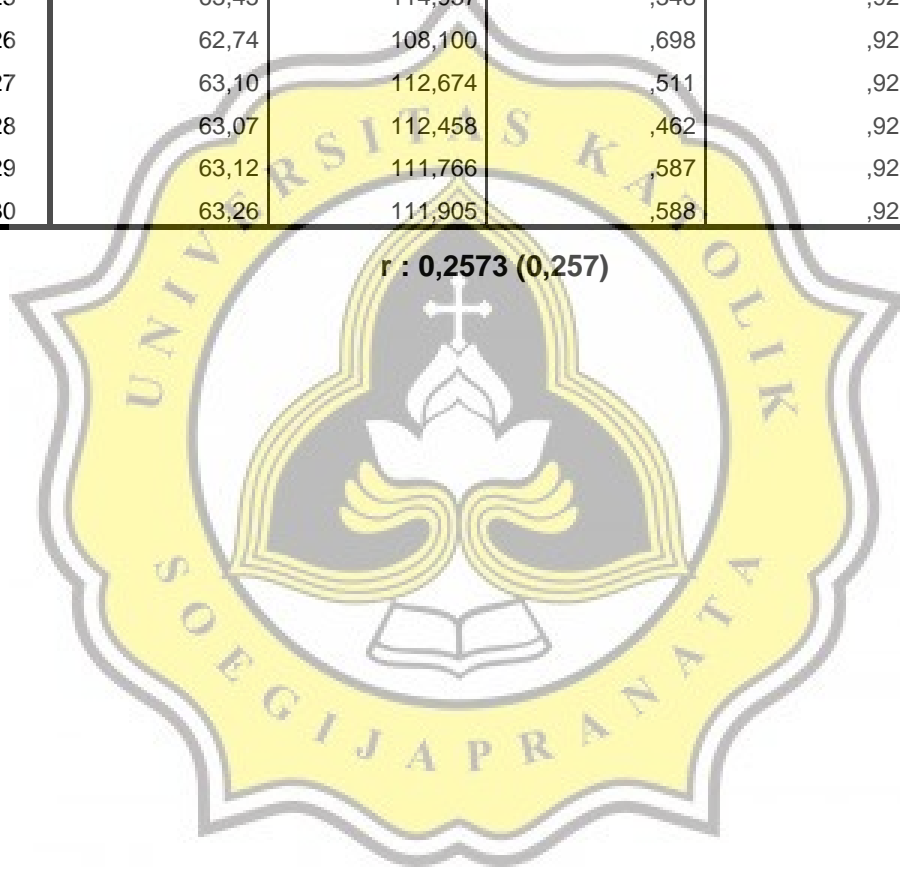 26 62,74 108,100 ,698 ,92
27 63,10 112,674 ,511 ,92
28 63,07 112,458 ,462 ,92
29 63,12 111,766 ,587 ,92
30 63,26 111,905 ,588 ,92
r : 0,2573 (0,257)
UNIVERSITAS KATOLIK
SOEGIJAPRANATA